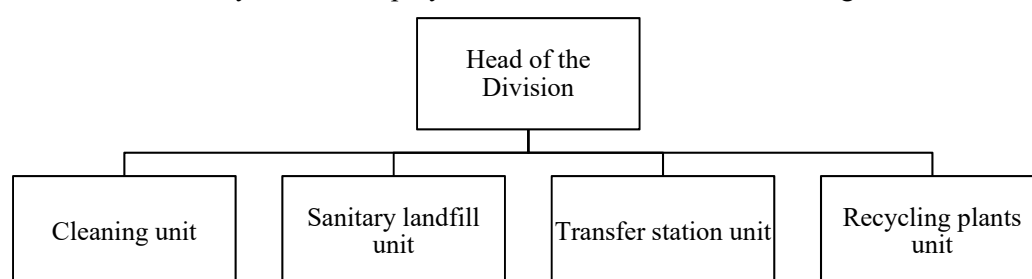 Head of the
Division
Cleaning unit
Sanitary landfill
unit
Transfer station unit
Recycling plants
unit